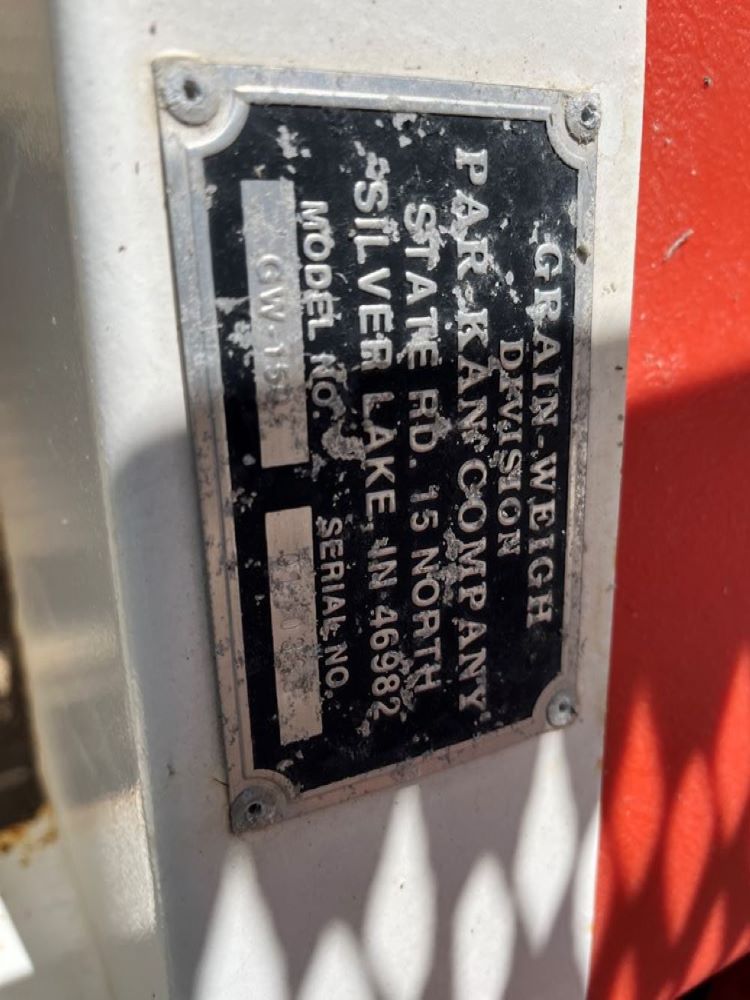 GRAIN-WEIGH
DIVISION
PAR-KAN COMPANY
STATE RD. 15 NORTH
SILVER LAKE, IN 46982
MODEL NO. SERIAL NO.